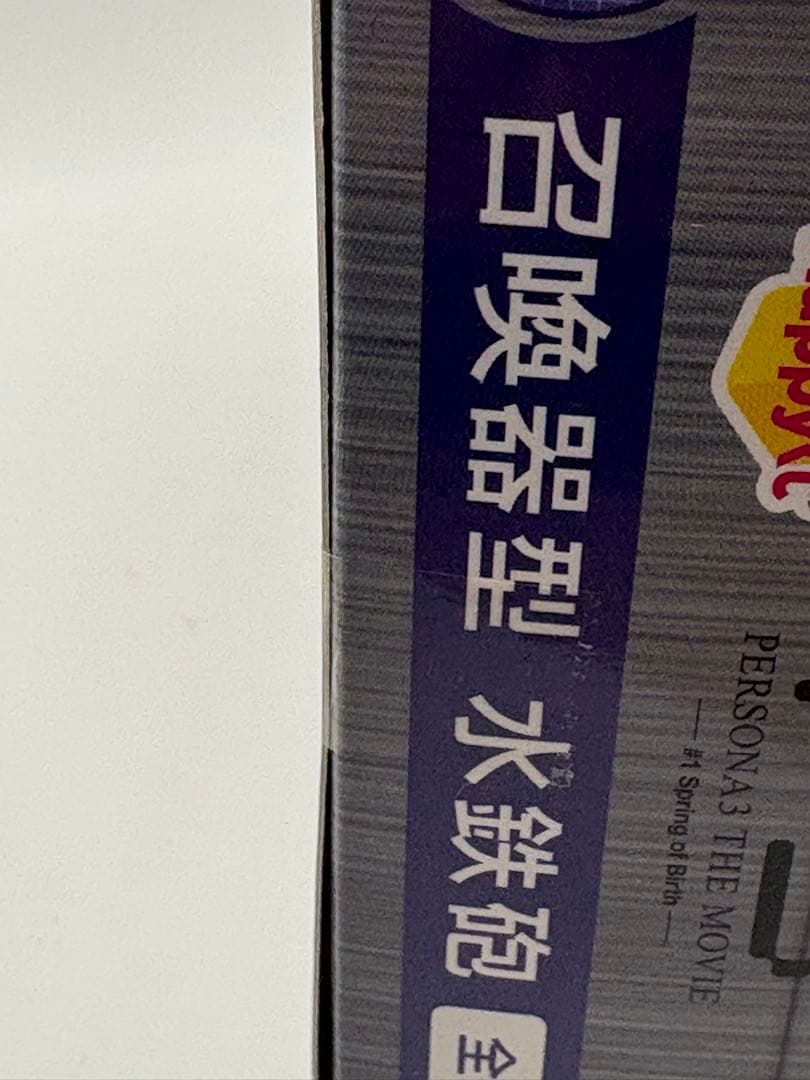 召喚器型 水鉄砲
全
PERSONA3 THE MOVIE
#1 Spring of Birth